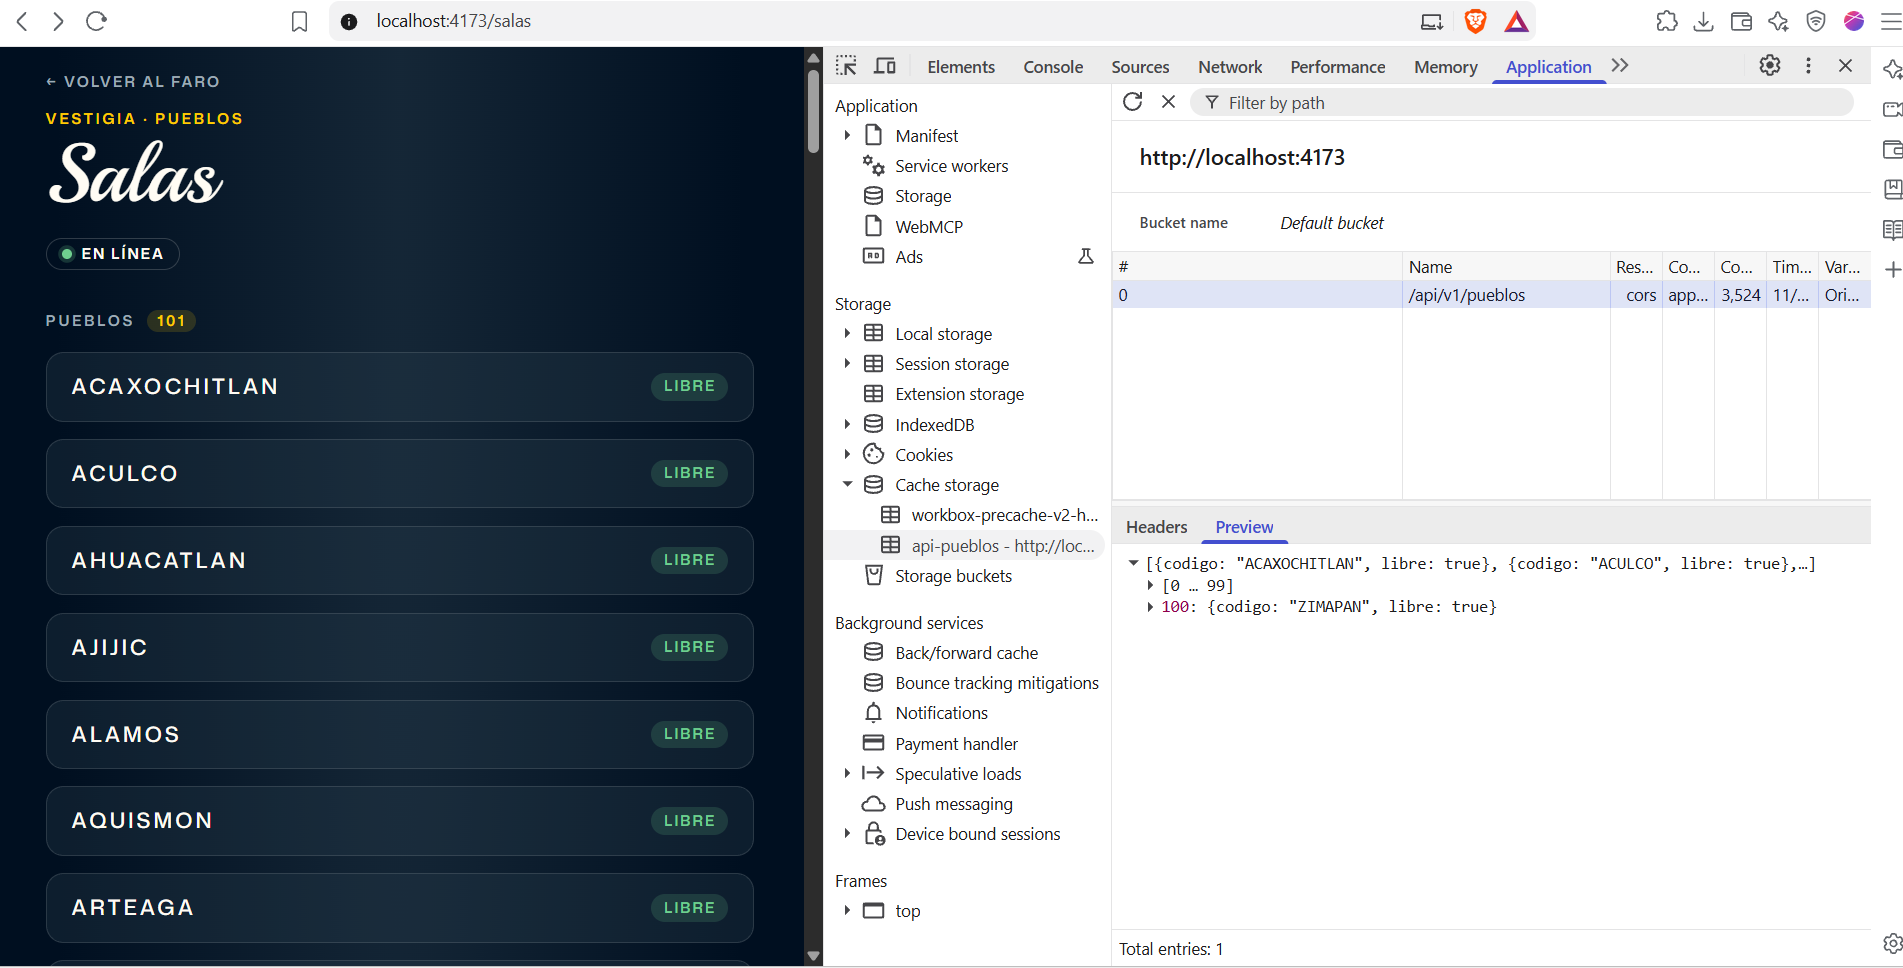 localhost:4173/salas
← VOLVER AL FARO
VESTIGIA · PUEBLOS
Salas
EN LÍNEA
PUEBLOS 101
ACAXOCHITLAN LIBRE
ACULCO LIBRE
AHUACATLAN LIBRE
AJIJIC LIBRE
ALAMOS LIBRE
AQUISMON LIBRE
ARTEAGA LIBRE
Elements Console Sources Network Performance Memory Application
Application
Manifest
Service workers
Storage
WebMCP
Ads
Storage
Local storage
Session storage
Extension storage
IndexedDB
Cookies
Cache storage
workbox-precache-v2-h...
api-pueblos - http://loc...
Storage buckets
Background services
Back/forward cache
Bounce tracking mitigations
Notifications
Payment handler
Speculative loads
Push messaging
Device bound sessions
Frames
top
Filter by path
http://localhost:4173
Bucket name Default bucket
# Name Res... Co... Co... Tim... Var...
0 /api/v1/pueblos cors app... 3,524 11/... Ori...
Headers Preview
[{codigo: "ACAXOCHITLAN", libre: true}, {codigo: "ACULCO", libre: true},…]
[0 … 99]
100: {codigo: "ZIMAPAN", libre: true}
Total entries: 1